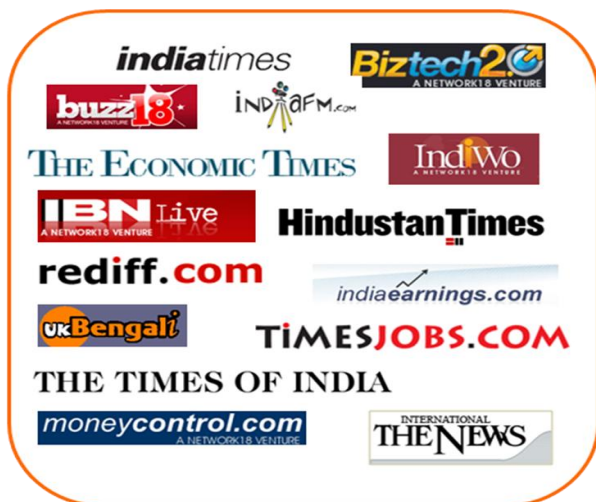 indiatimes
Biztech2.0
A NETWORK18 VENTURE
buzz18
A NETWORK18 VENTURE
INDIAFM.COM
THE ECONOMIC TIMES
IndiWo
A NETWORK18 VENTURE
IBN Live
A NETWORK18 VENTURE
HindustanTimes
rediff.com
indiaearnings.com
UKBengali
TiMESJOBS.COM
THE TIMES OF INDIA
moneycontrol.com
A NETWORK18 VENTURE
INTERNATIONAL
THE NEWS